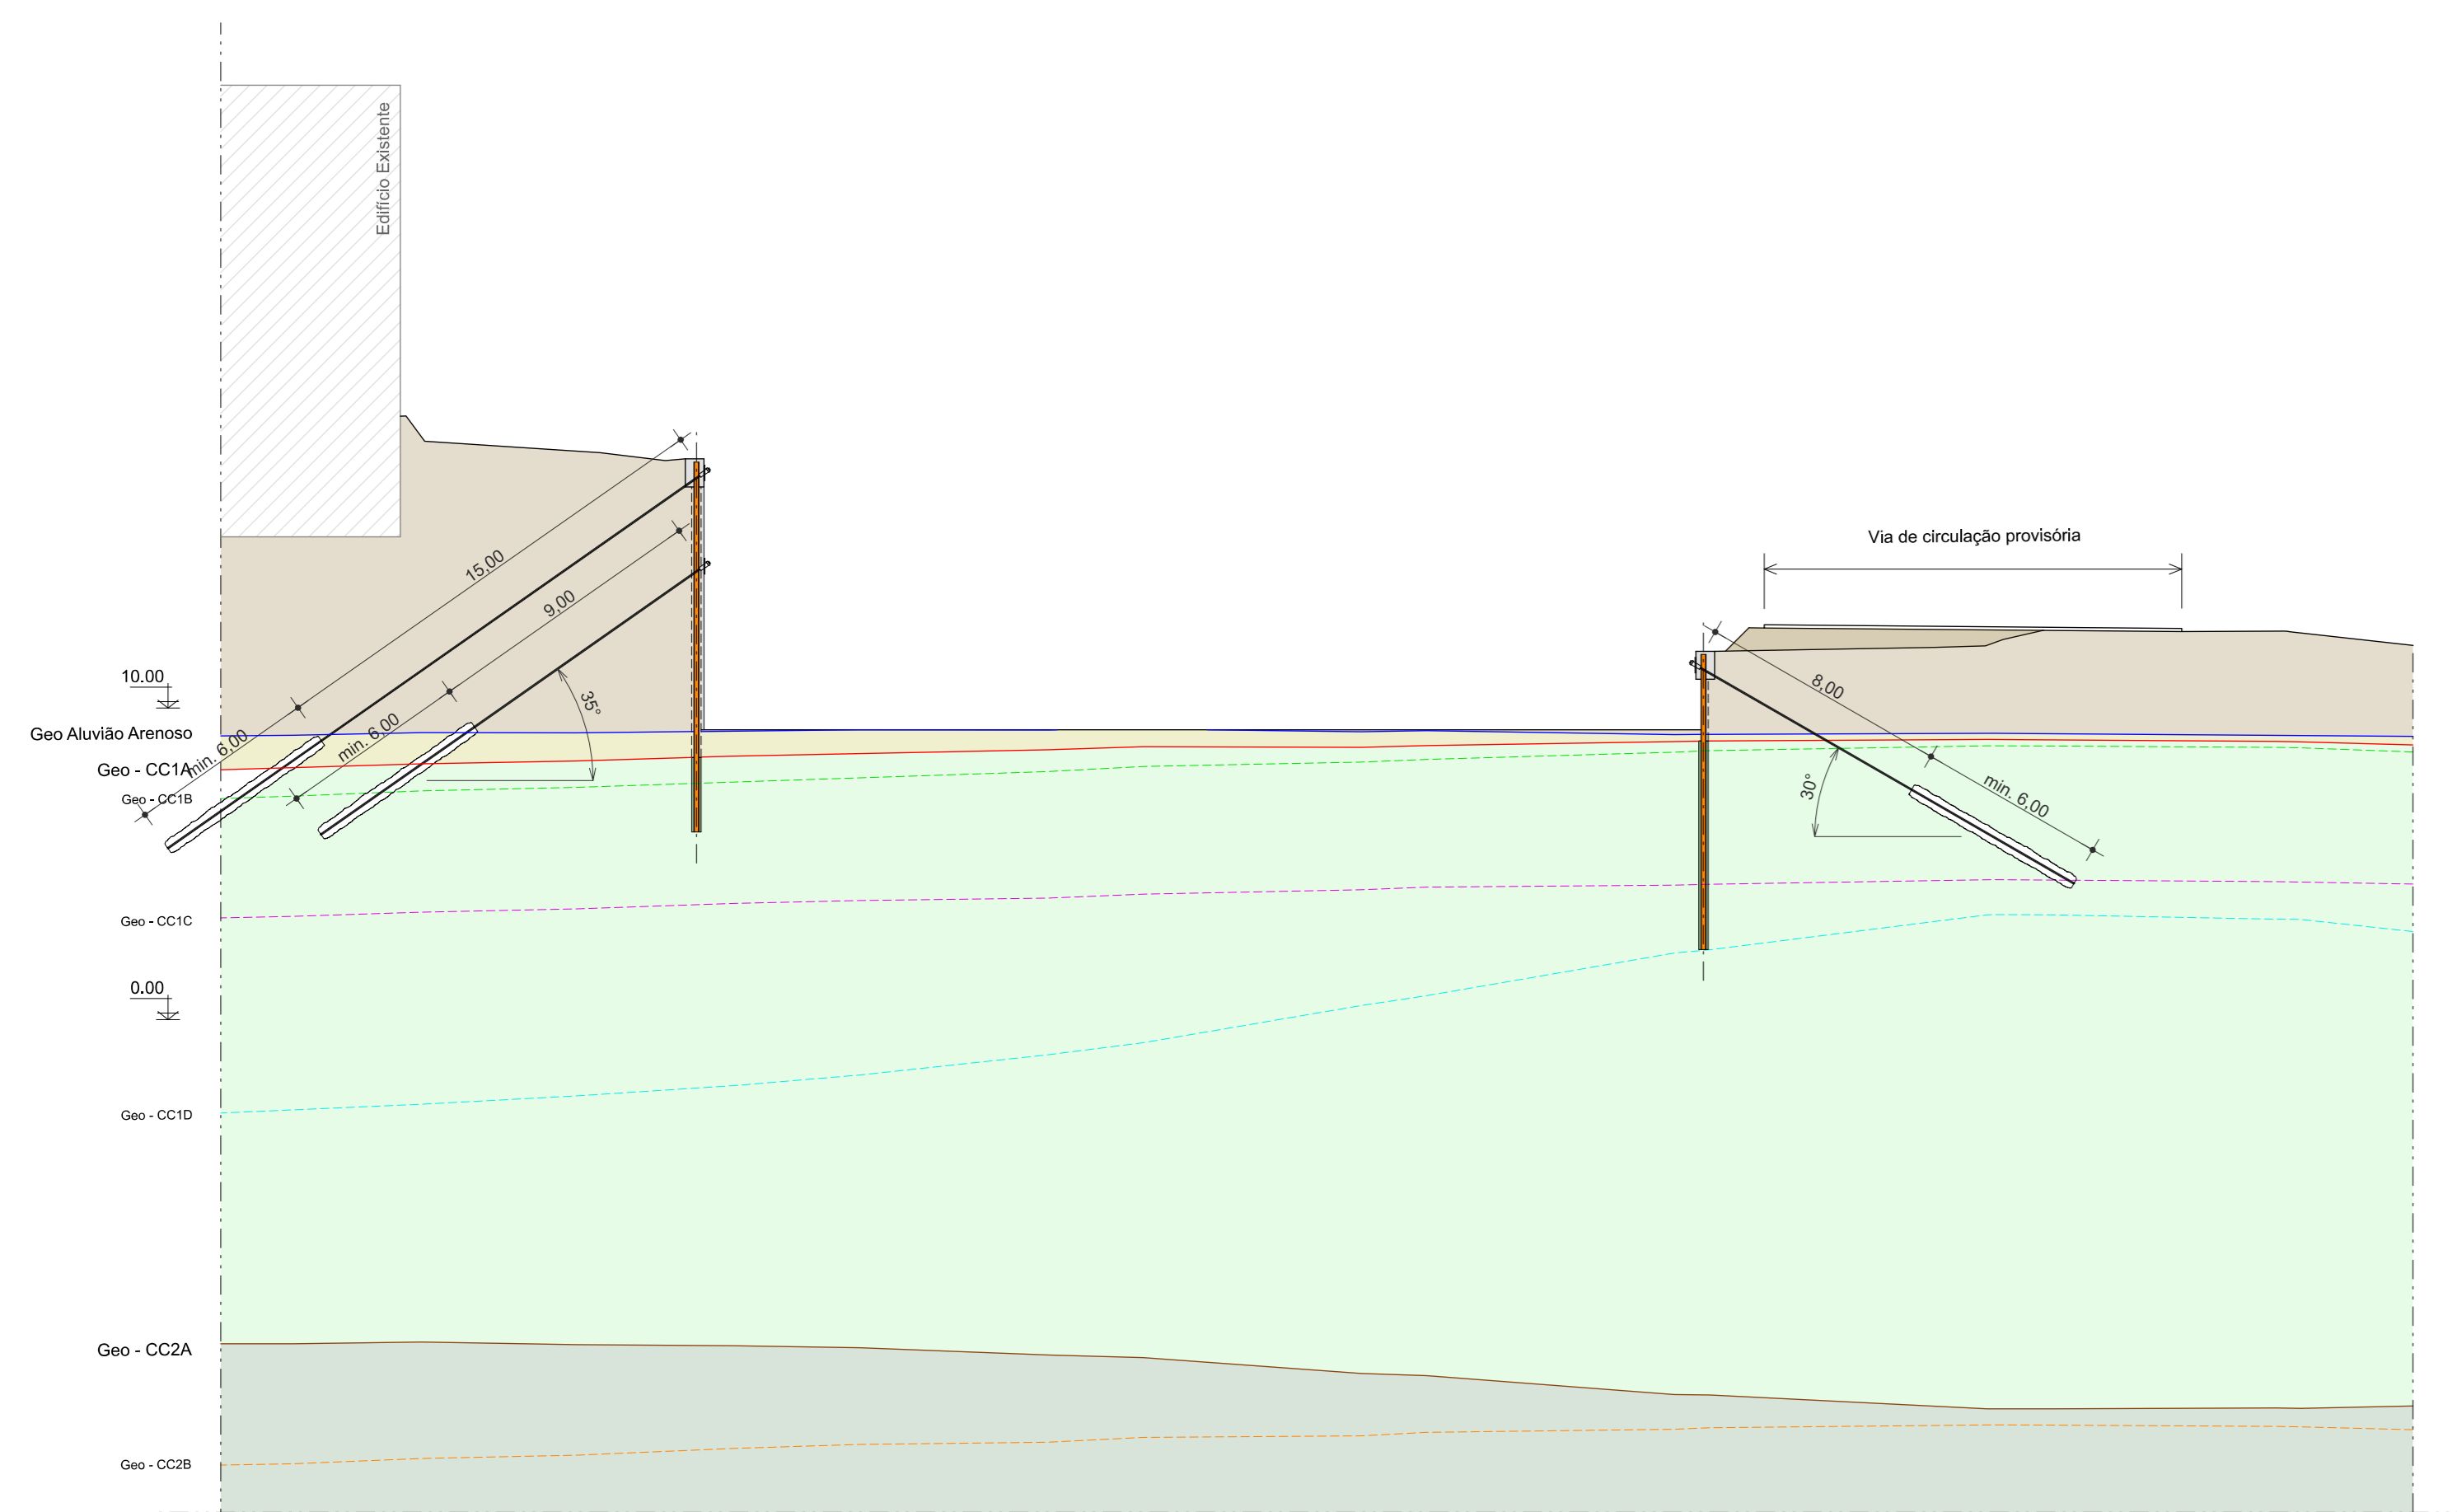 Edifício Existente
15,00
9,00
Via de circulação provisória
10.00
35°
8,00
Geo Aluvião Arenoso
min. 6,00
min. 6,00
Geo - CC1A
30°
min. 6,00
Geo - CC1B
Geo - CC1C
0.00
Geo - CC1D
Geo - CC2A
Geo - CC2B